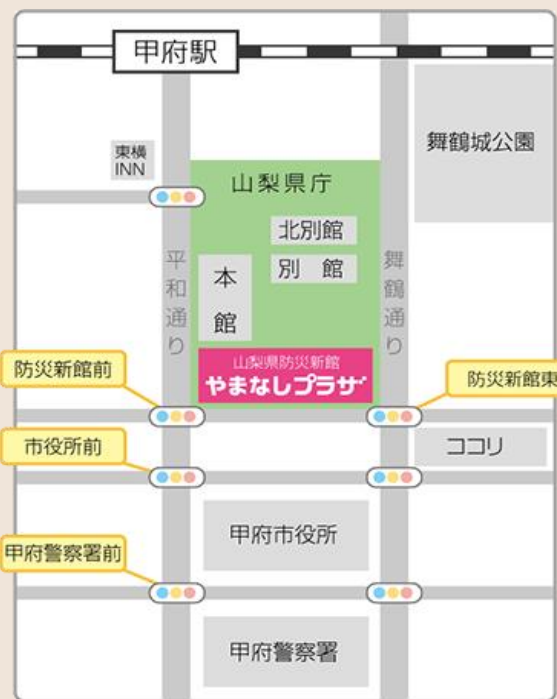 甲府駅
舞鶴城公園
東横
INN
山梨県庁
北別館
別 館
本
館
平和通り
舞鶴通り
山梨県防災新館
やまなしプラザ
防災新館前
防災新館東
市役所前
ココリ
甲府市役所
甲府警察署前
甲府警察署